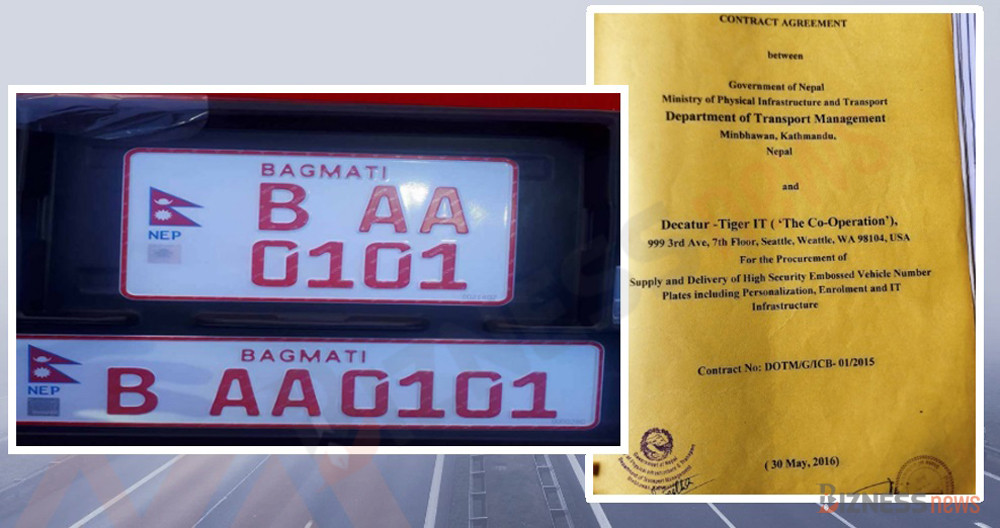 BAGMATI
B AA
0101
NEP
BAGMATI
NEP
B AA0101
CONTRACT AGREEMENT
between
Government of Nepal
Ministry of Physical Infrastructure and Transport
Department of Transport Management
Minbhawan, Kathmandu,
Nepal
and
Decatur -Tiger IT ( ‘The Co-Operation’),
999 3rd Ave, 7th Floor, Seattle, Weattle, WA 98104, USA
For the Procurement of
Supply and Delivery of High Security Embossed Vehicle Number
Plates including Personalization, Enrolment and IT
Infrastructure
Contract No: DOTM/G/ICB- 01/2015
Government of Nepal
(30 May, 2016)
BIZNESS news